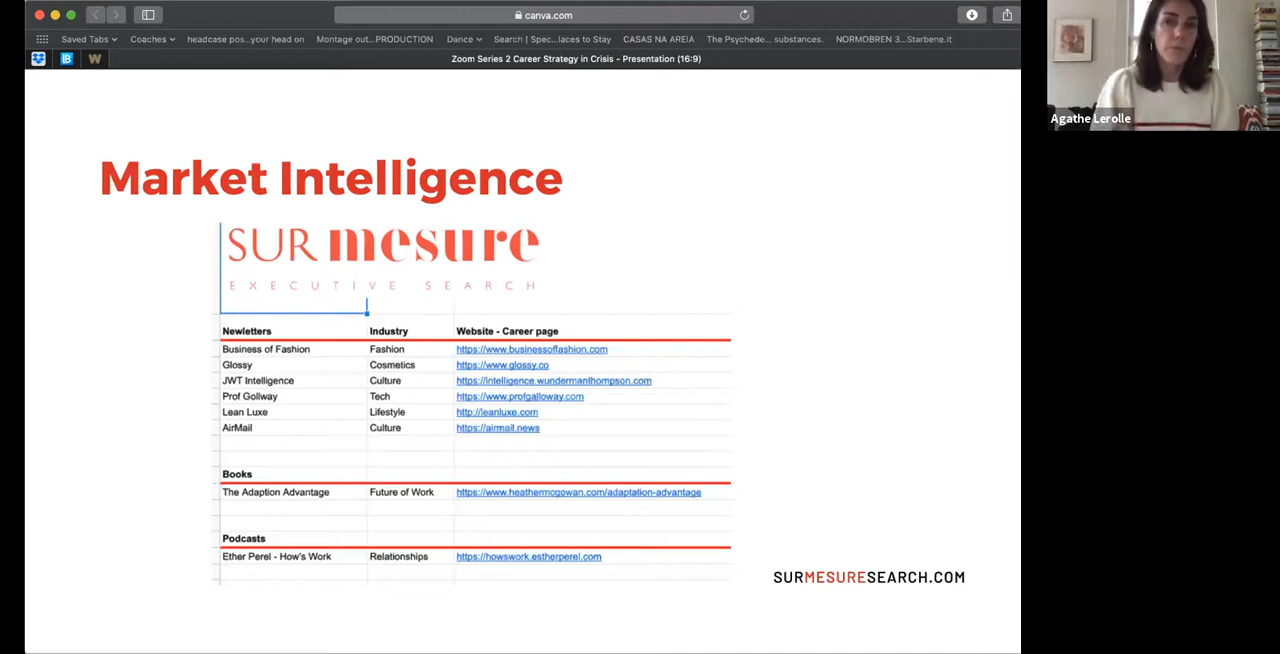 canva.com
Saved Tabs Coaches headcase pos...your head Montage out...PRODUCTION Dance Search | Spec...laces to Stay CASAS NA AREIA The Psychede... substances. NORMOBREN 3...Starbene.it
B W Zoom Series 2 Career Strategy in Crisis - Presentation (16:9)
Agathe Lerolle
Market Intelligence
SUR mesure
EXECUTIVE SEARCH
Newletters Industry Website - Career page
Business of Fashion Fashion https://www.businessoffashion.com
Glossy Cosmetics https://www.glossy.co
JWT Intelligence Culture https://intelligence.wundermanthompson.com
Prof Gollway Tech https://www.profgalloway.com
Lean Luxe Lifestyle http://leanluxe.com
AirMail Culture https://airmail.news
Books
The Adaption Advantage Future of Work https://www.heathermcgowan.com/adaptation-advantage
Podcasts
Ether Perel - How's Work Relationships https://howswork.estherperel.com
SURMESURESEARCH.COM